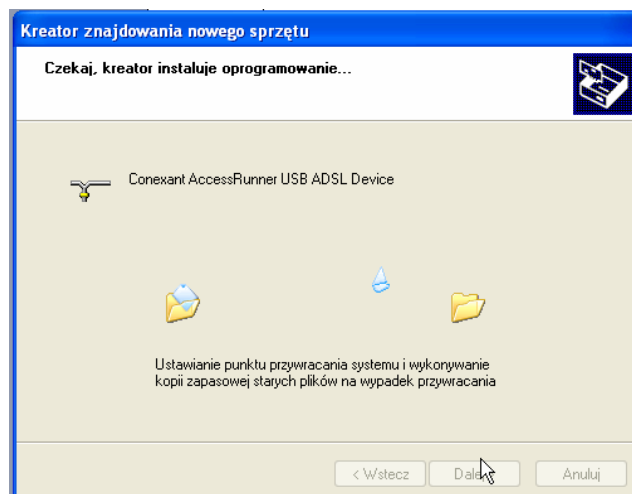 Kreator znajdowania nowego sprzętu
Czekaj, kreator instaluje oprogramowanie...
Conexant AccessRunner USB ADSL Device
Ustawianie punktu przywracania systemu i wykonywanie
kopii zapasowej starych plików na wypadek przywracania
< Wstecz Dalej Anuluj